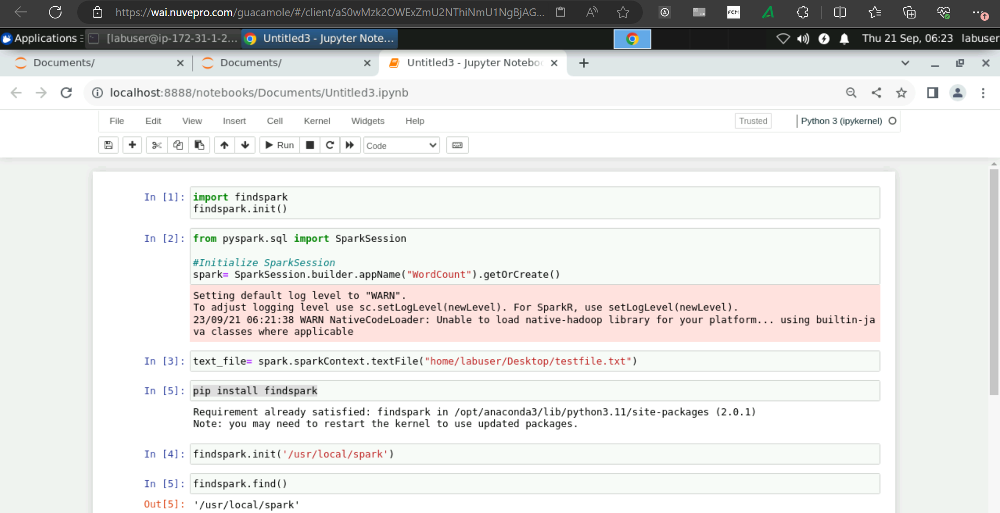 https://wai.nuvepro.com/guacamole/#/client/aS0wMzk2OWExZmU2NThiNmU1NgBjAG...
FCM
Applications
[labuser@ip-172-31-1-2...
Untitled3 - Jupyter Note...
Thu 21 Sep, 06:23
labuser
Documents/
Documents/
Untitled3 - Jupyter Noteboo
localhost:8888/notebooks/Documents/Untitled3.ipynb
File Edit View Insert Cell Kernel Widgets Help
Trusted
Python 3 (ipykernel)
Run
Code
In [1]: import findspark
findspark.init()
In [2]: from pyspark.sql import SparkSession
#Initialize SparkSession
spark= SparkSession.builder.appName("WordCount").getOrCreate()
Setting default log level to "WARN".
To adjust logging level use sc.setLogLevel(newLevel). For SparkR, use setLogLevel(newLevel).
23/09/21 06:21:38 WARN NativeCodeLoader: Unable to load native-hadoop library for your platform... using builtin-ja
va classes where applicable
In [3]: text_file= spark.sparkContext.textFile("home/labuser/Desktop/testfile.txt")
In [5]: pip install findspark
Requirement already satisfied: findspark in /opt/anaconda3/lib/python3.11/site-packages (2.0.1)
Note: you may need to restart the kernel to use updated packages.
In [4]: findspark.init('/usr/local/spark')
In [5]: findspark.find()
Out[5]: '/usr/local/spark'